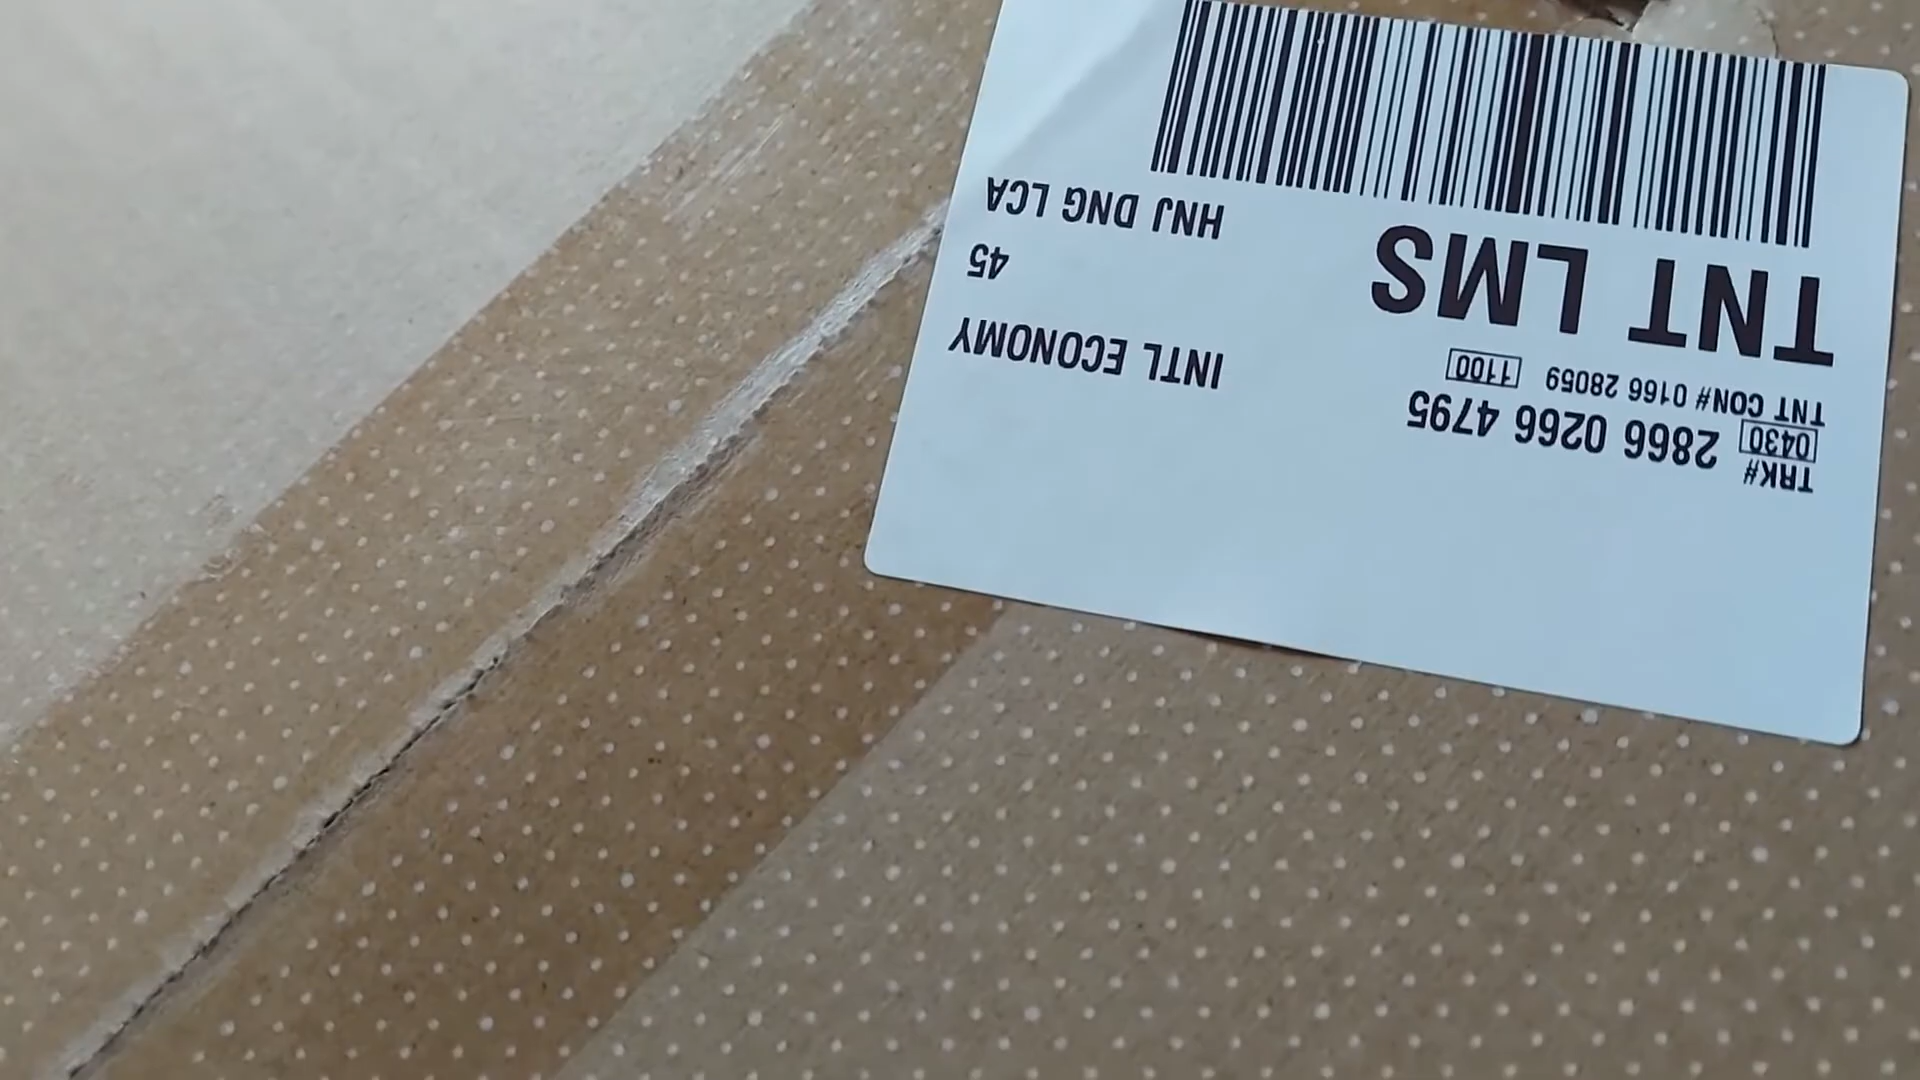 TRK#
0430 2866 0266 4795
TNT CON# 0166 28059 1100
INTL ECONOMY
TNT LMS
45
HNJ DNG LCA